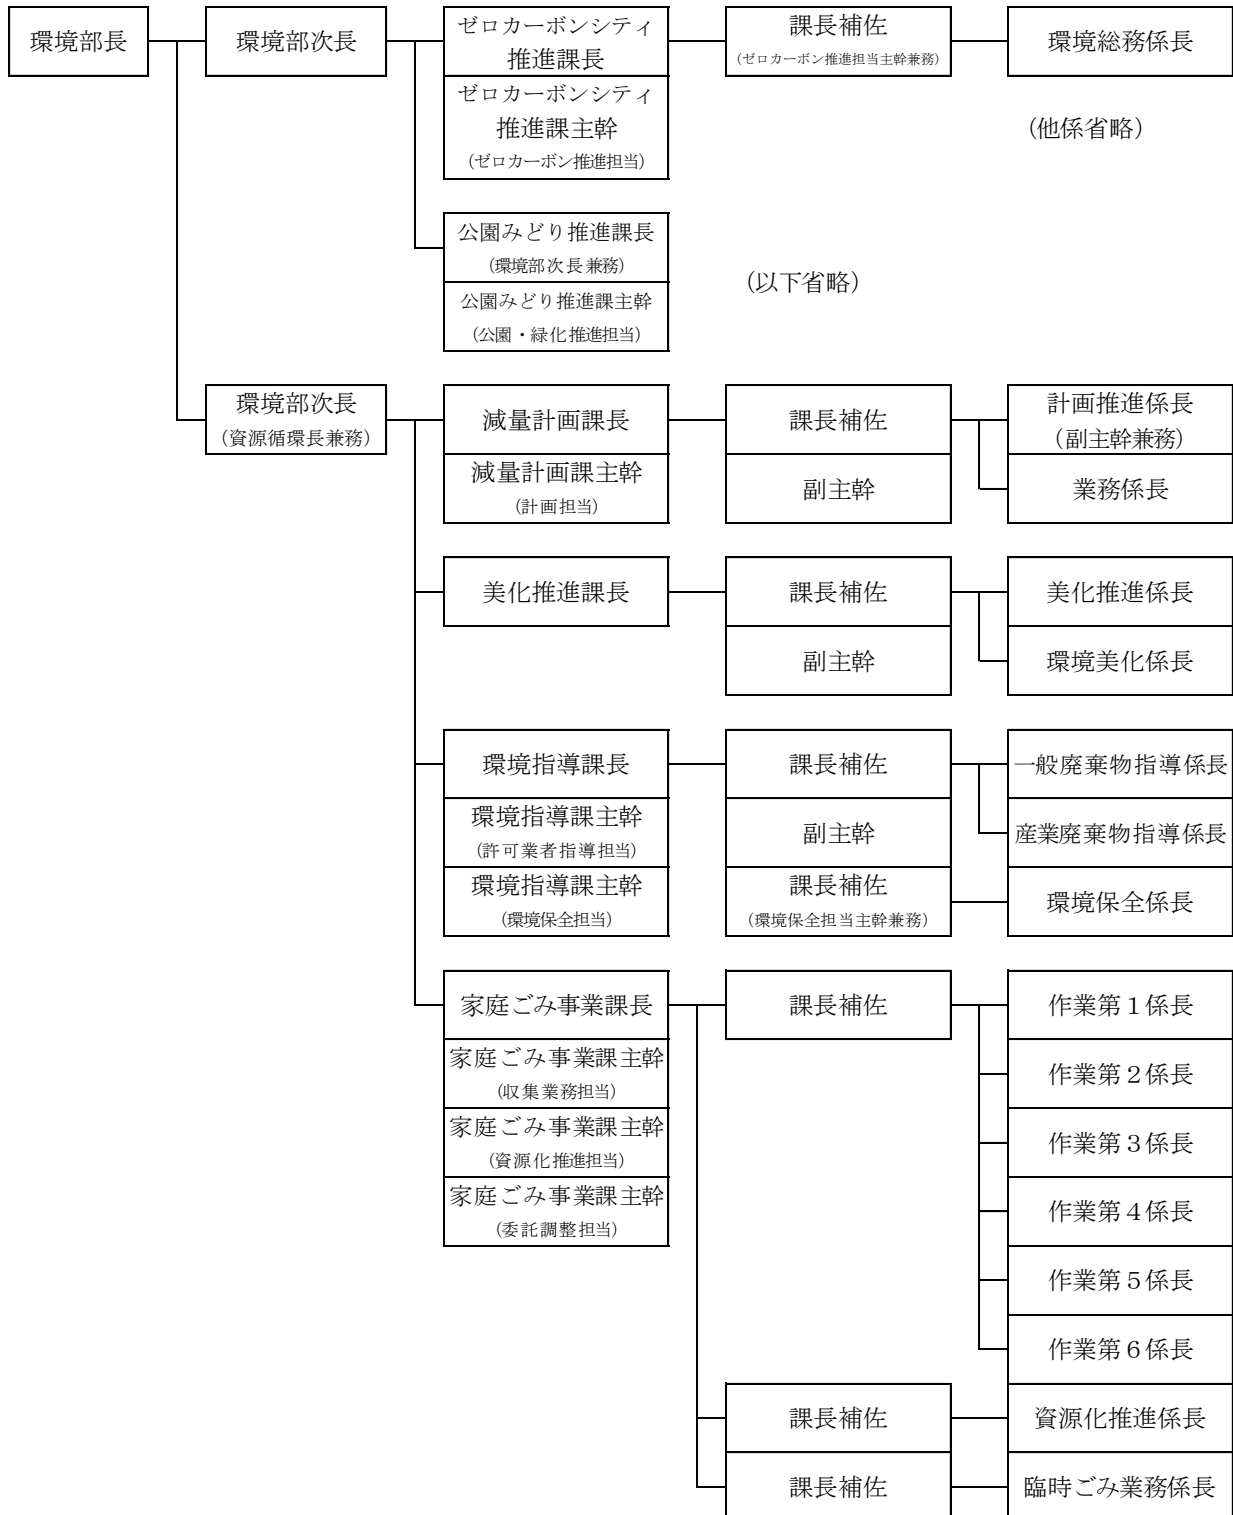 環境部長
環境部次長
ゼロカーボンシティ
推進課長
課長補佐
(ゼロカーボン推進担当主幹兼務)
環境総務係長
ゼロカーボンシティ
推進課主幹
(ゼロカーボン推進担当)
(他係省略)
公園みどり推進課長
(環境部次長兼務)
(以下省略)
公園みどり推進課主幹
(公園・緑化推進担当)
環境部次長
(資源循環長兼務)
減量計画課長
課長補佐
計画推進係長
(副主幹兼務)
減量計画課主幹
(計画担当)
副主幹
業務係長
美化推進課長
課長補佐
美化推進係長
副主幹
環境美化係長
環境指導課長
課長補佐
一般廃棄物指導係長
環境指導課主幹
(許可業者指導担当)
副主幹
産業廃棄物指導係長
環境指導課主幹
(環境保全担当)
課長補佐
(環境保全担当主幹兼務)
環境保全係長
家庭ごみ事業課長
課長補佐
作業第1係長
家庭ごみ事業課主幹
(収集業務担当)
作業第2係長
家庭ごみ事業課主幹
(資源化推進担当)
作業第3係長
家庭ごみ事業課主幹
(委託調整担当)
作業第4係長
作業第5係長
作業第6係長
課長補佐
資源化推進係長
課長補佐
臨時ごみ業務係長